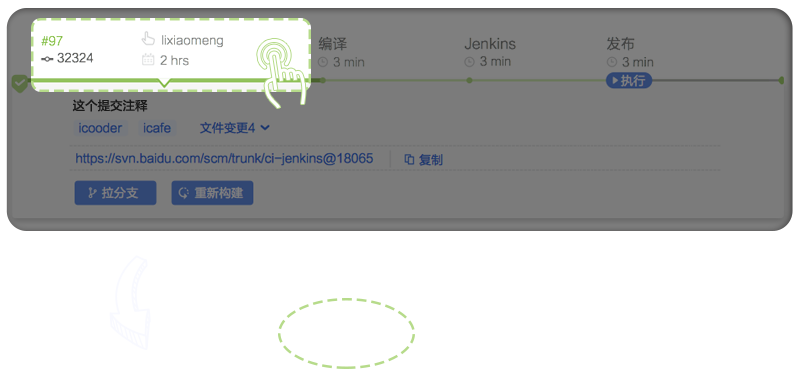 #97
lixiaomeng
编译
Jenkins
发布
32324
2 hrs
3 min
3 min
3 min
执行
这个提交注释
icooder
icafe
文件变更4
https://svn.baidu.com/scm/trunk/ci-jenkins@18065
复制
拉分支
重新构建